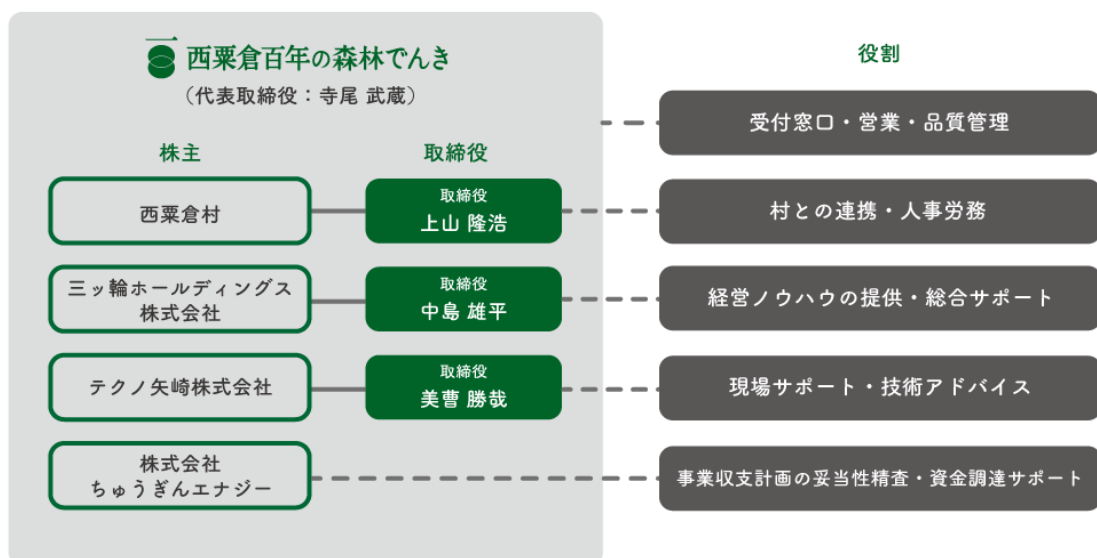 西粟倉百年の森林でんき
（代表取締役：寺尾 武蔵）
役割
受付窓口・営業・品質管理
株主
取締役
西粟倉村
取締役
上山 隆浩
村との連携・人事労務
三ッ輪ホールディングス
株式会社
取締役
中島 雄平
経営ノウハウの提供・総合サポート
テクノ矢崎株式会社
取締役
美曹 勝哉
現場サポート・技術アドバイス
株式会社
ちゅうぎんエナジー
事業収支計画の妥当性精査・資金調達サポート